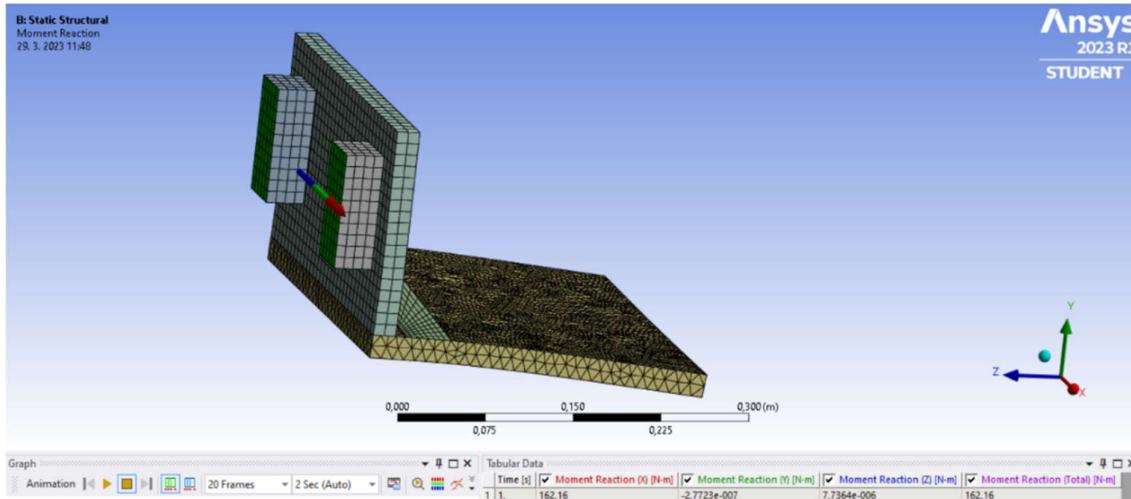 B: Static Structural
Moment Reaction
29. 3. 2023 11:48
Ansys
2023 R1
STUDENT
Y
Z
X
0,000
0,150
0,300 (m)
0,075
0,225
Graph
Animation
20 Frames
2 Sec (Auto)
Tabular Data
Time [s] Moment Reaction (X) [N·m] Moment Reaction (Y) [N·m] Moment Reaction (Z) [N·m] Moment Reaction (Total) [N·m]
1 1. 162,16 -2,7723e-007 7,7364e-006 162,16